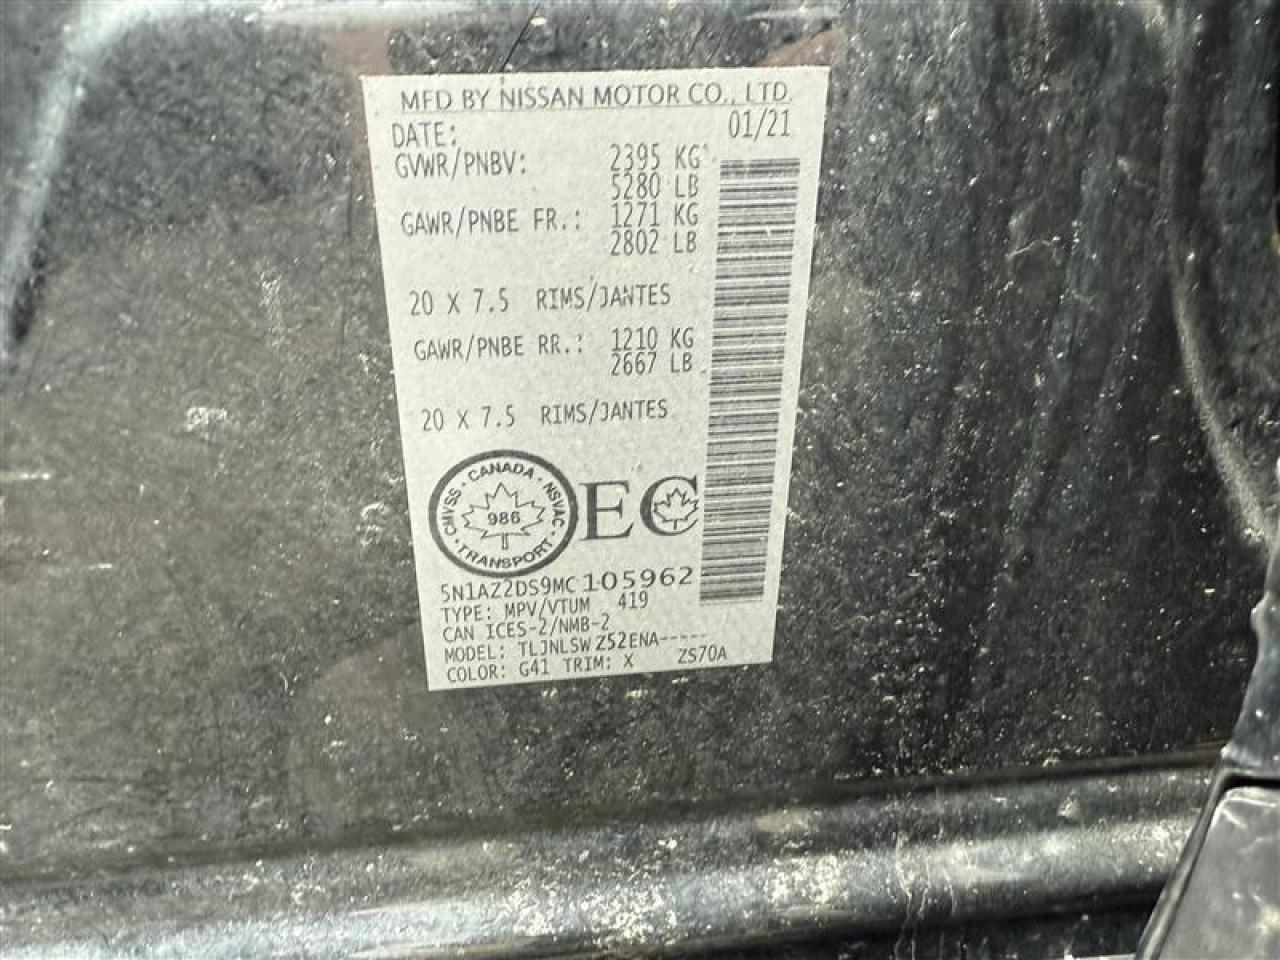 MFD BY NISSAN MOTOR CO., LTD.
DATE: 01/21
GVWR/PNBV: 2395 KG
5280 LB
GAWR/PNBE FR.: 1271 KG
2802 LB
20 X 7.5 RIMS/JANTES
GAWR/PNBE RR.: 1210 KG
2667 LB
20 X 7.5 RIMS/JANTES
CANADA · NSVAC · TRANSPORT · CMVSS ·
986
EC
5N1AZ2DS9MC105962
TYPE: MPV/VTUM 419
CAN ICES-2/NMB-2
MODEL: TLJNLSW Z52ENA-----
COLOR: G41 TRIM: X ZS70A